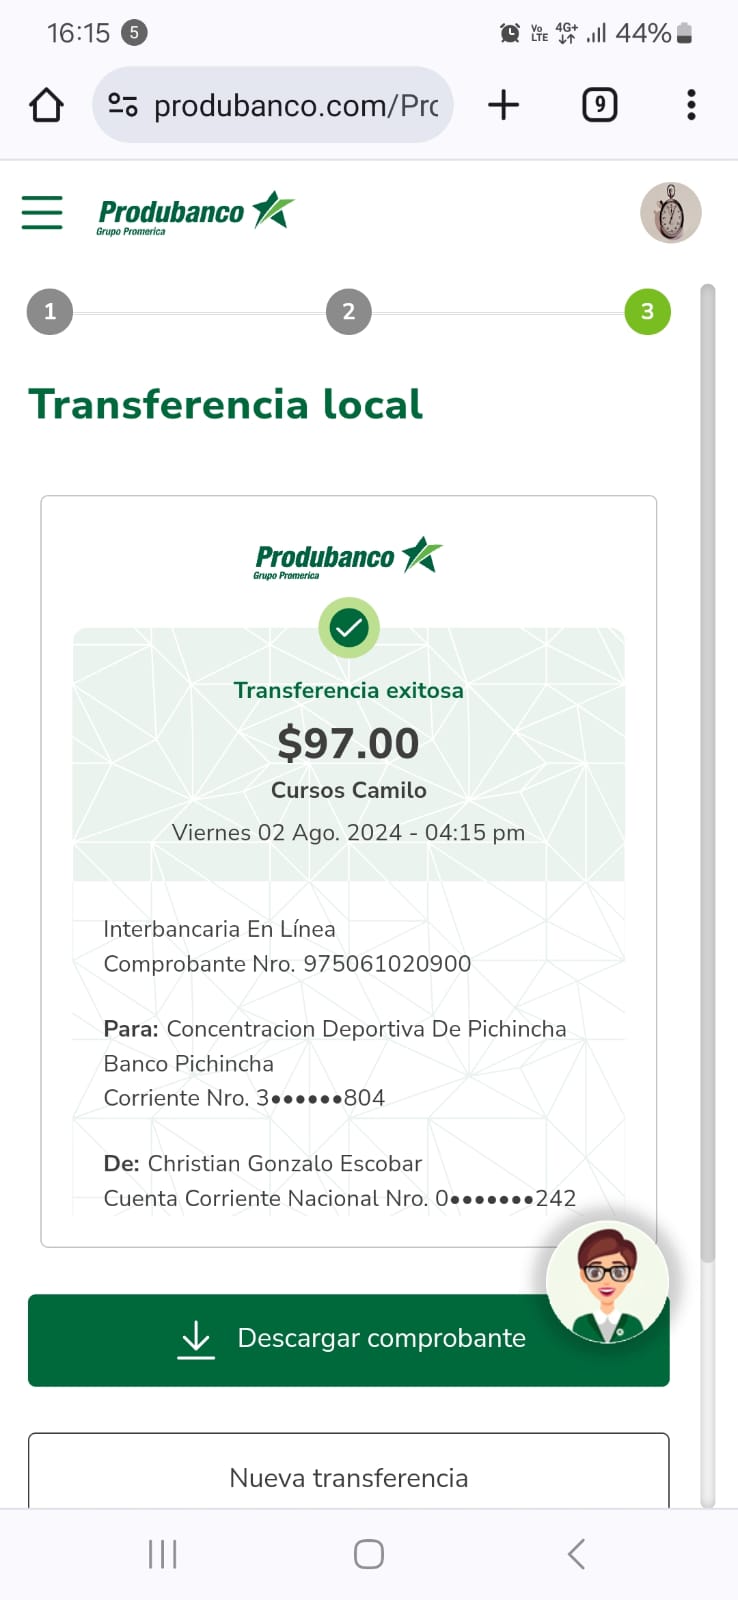 16:15 5 Vo LTE 4G+ 44%
produbanco.com/Prc 9
Produbanco
Grupo Promerica
1 2 3
Transferencia local
Produbanco
Grupo Promerica
Transferencia exitosa
$97.00
Cursos Camilo
Viernes 02 Ago. 2024 - 04:15 pm
Interbancaria En Línea
Comprobante Nro. 975061020900
Para: Concentracion Deportiva De Pichincha
Banco Pichincha
Corriente Nro. 3••••••804
De: Christian Gonzalo Escobar
Cuenta Corriente Nacional Nro. 0•••••••242
Descargar comprobante
Nueva transferencia